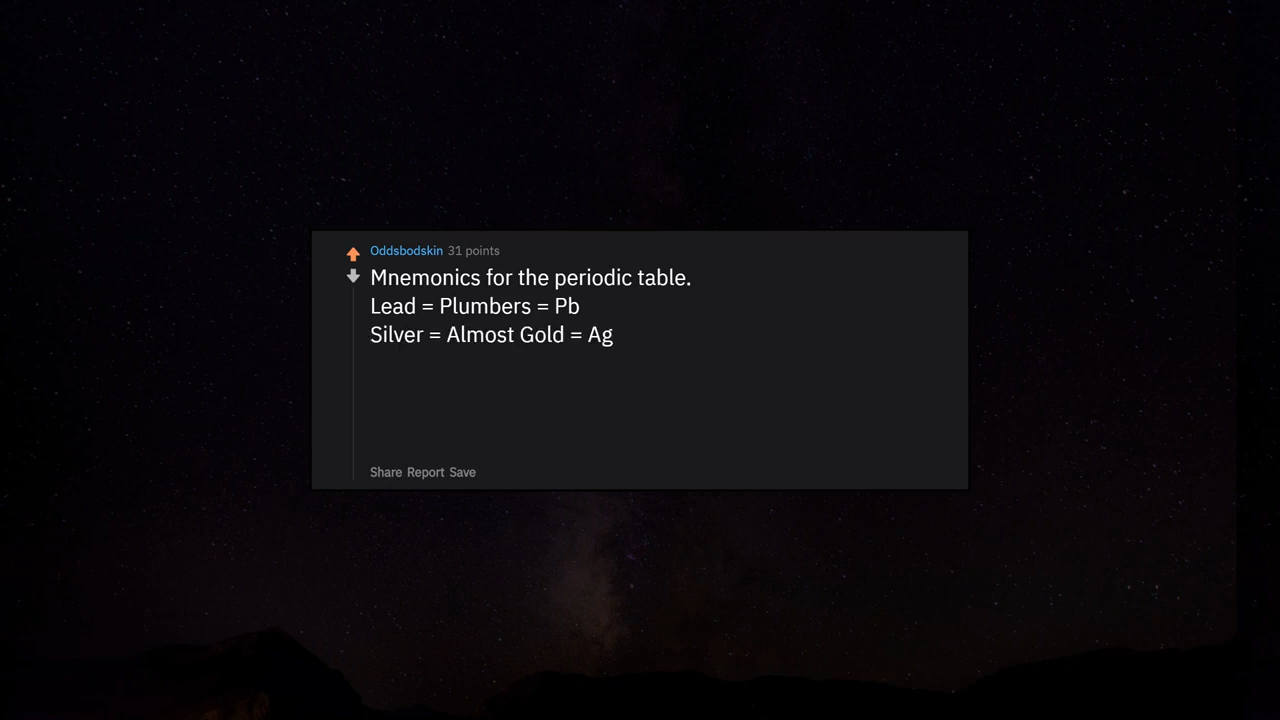 Oddsbodskin 31 points
Mnemonics for the periodic table.
Lead = Plumbers = Pb
Silver = Almost Gold = Ag
Share Report Save